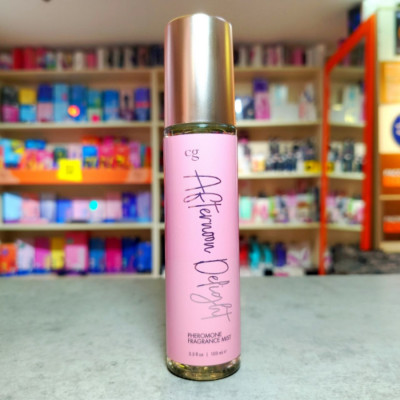 cg
Afternoon
Delight
PHEROMONE
FRAGRANCE MIST